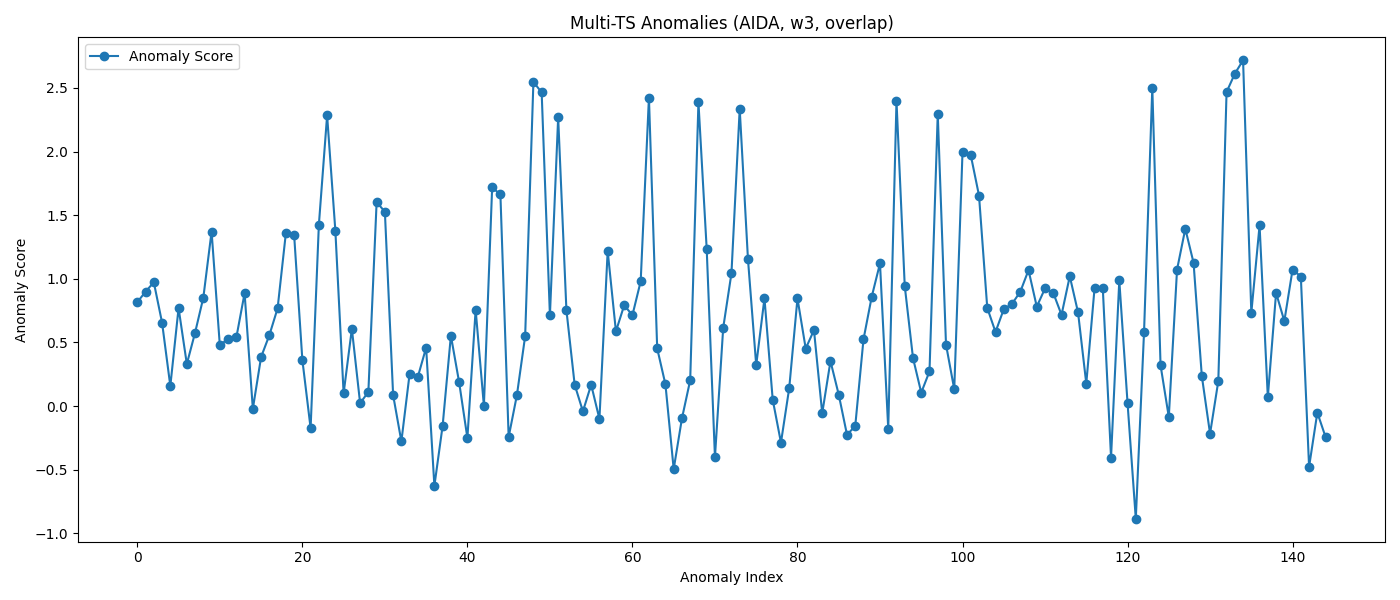 Multi-TS Anomalies (AIDA, w3, overlap)
Anomaly Score
Anomaly Score
2.5
2.0
1.5
1.0
0.5
0.0
−0.5
−1.0
0 20 40 60 80 100 120 140
Anomaly Index